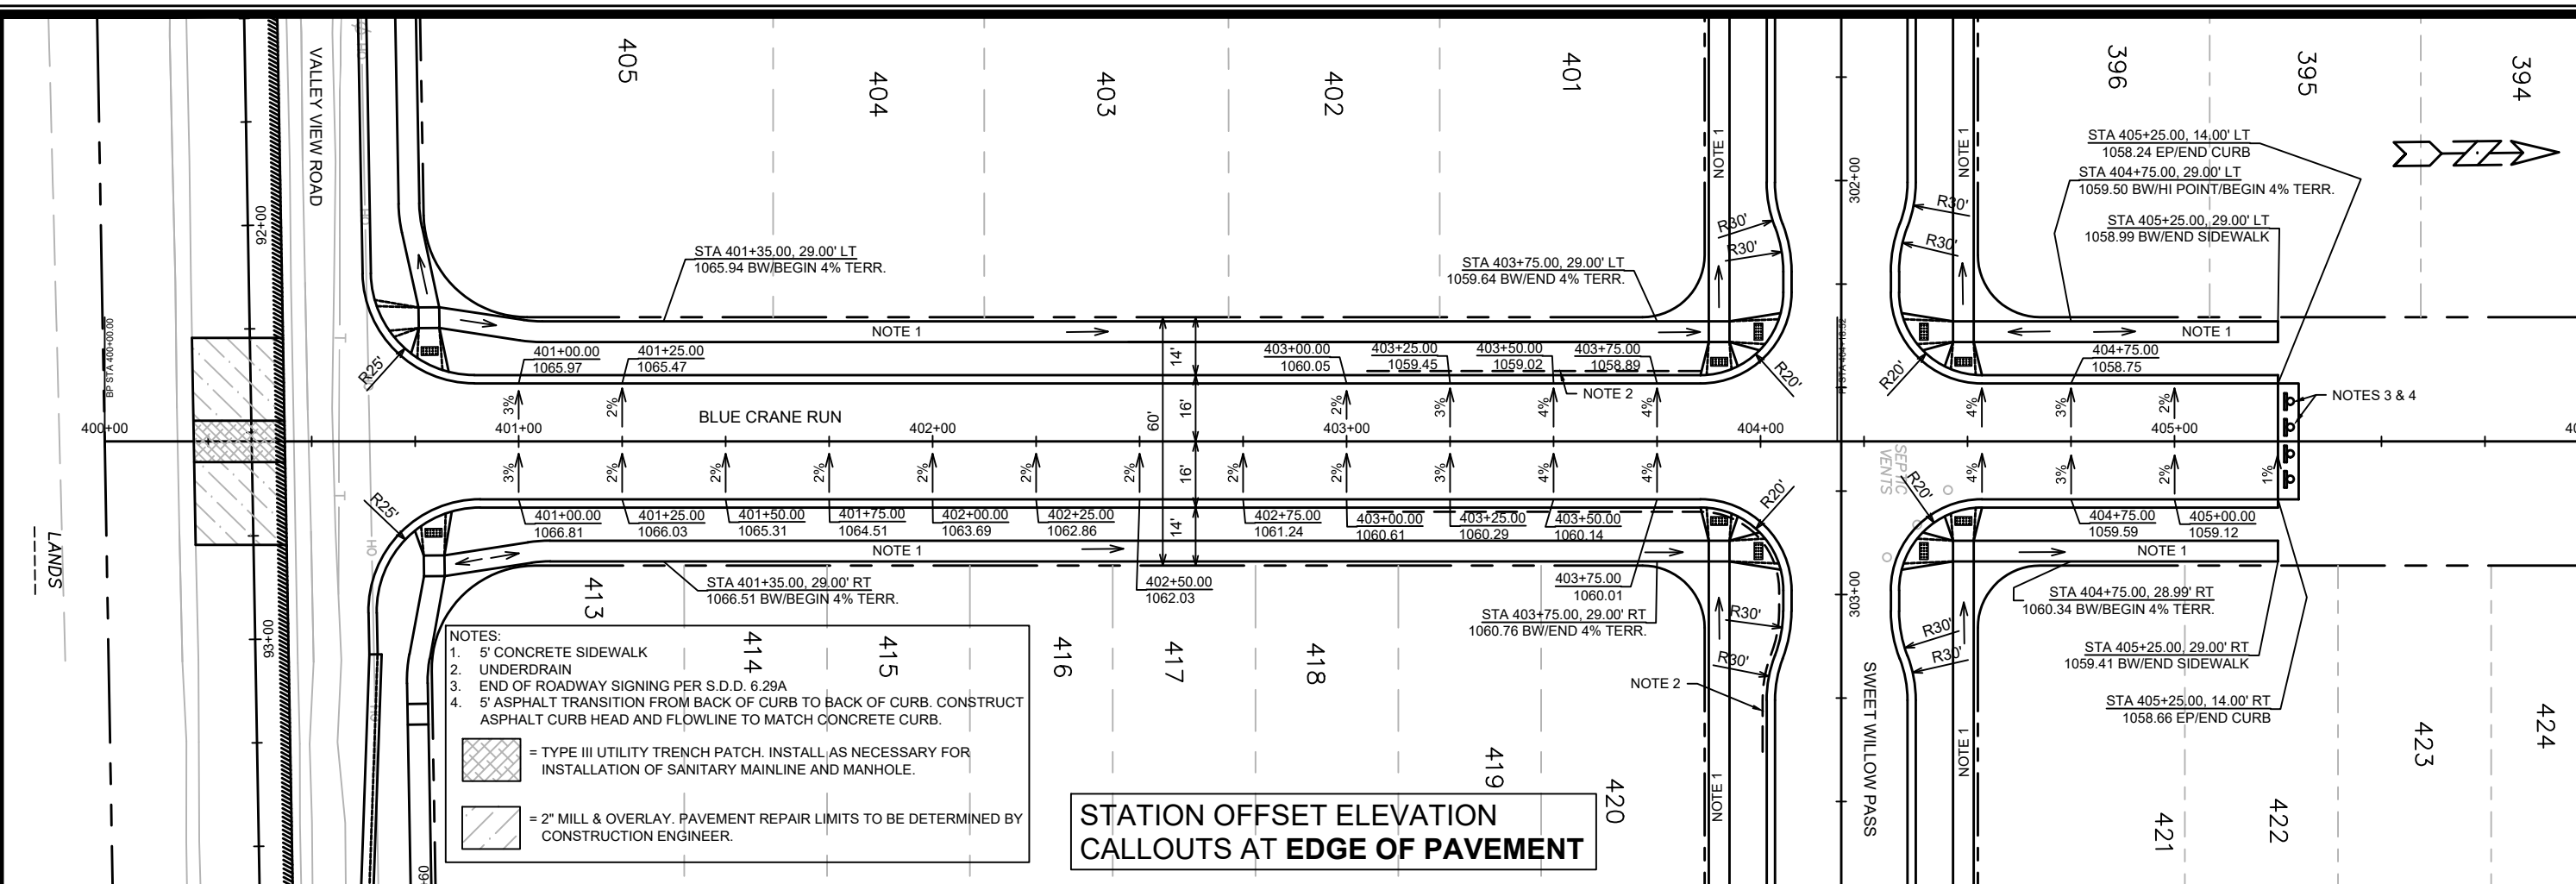 405
404
403
402
401
396
395
394
VALLEY VIEW ROAD
NOTE 1
NOTE 1
302+00
STA 405+25.00, 14.00' LT
1058.24 EP/END CURB
STA 404+75.00, 29.00' LT
1059.50 BW/HI POINT/BEGIN 4% TERR.
STA 405+25.00, 29.00' LT
1058.99 BW/END SIDEWALK
92+00
R30'
R30'
R30'
R30'
STA 401+35.00, 29.00' LT
1065.94 BW/BEGIN 4% TERR.
STA 403+75.00, 29.00' LT
1059.64 BW/END 4% TERR.
BP STA 400+00.00
NOTE 1
NOTE 1
R25'
401+00.00
1065.97
401+25.00
1065.47
14'
403+00.00
1060.05
403+25.00
1059.45
403+50.00
1059.02
403+75.00
1058.89
404+75.00
1058.75
R20'
R20'
NOTE 2
NOTES 3 & 4
3%
2%
2%
3%
4%
4%
4%
3%
2%
BLUE CRANE RUN
60'
16'
400+00
401+00
402+00
403+00
404+00
405+00
3%
2%
2%
2%
2%
2%
2%
2%
2%
3%
4%
4%
4%
3%
2%
1%
16'
SEPTIC
VENTS
R25'
R20'
R20'
401+00.00
1066.81
401+25.00
1066.03
401+50.00
1065.31
401+75.00
1064.51
402+00.00
1063.69
402+25.00
1062.86
14'
402+75.00
1061.24
403+00.00
1060.61
403+25.00
1060.29
403+50.00
1060.14
404+75.00
1059.59
405+00.00
1059.12
NOTE 1
NOTE 1
LANDS
STA 401+35.00, 29.00' RT
1066.51 BW/BEGIN 4% TERR.
402+50.00
1062.03
403+75.00
1060.01
STA 403+75.00, 29.00' RT
1060.76 BW/END 4% TERR.
303+00
STA 404+75.00, 28.99' RT
1060.34 BW/BEGIN 4% TERR.
STA 405+25.00, 29.00' RT
1059.41 BW/END SIDEWALK
STA 405+25.00, 14.00' RT
1058.66 EP/END CURB
R30'
R30'
R30'
R30'
NOTE 2
93+00
413
414
415
416
417
418
419
420
421
422
423
424
SWEET WILLOW PASS
NOTE 1
NOTE 1
NOTES:
1. 5' CONCRETE SIDEWALK
2. UNDERDRAIN
3. END OF ROADWAY SIGNING PER S.D.D. 6.29A
4. 5' ASPHALT TRANSITION FROM BACK OF CURB TO BACK OF CURB. CONSTRUCT
ASPHALT CURB HEAD AND FLOWLINE TO MATCH CONCRETE CURB.
= TYPE III UTILITY TRENCH PATCH. INSTALL AS NECESSARY FOR
INSTALLATION OF SANITARY MAINLINE AND MANHOLE.
= 2" MILL & OVERLAY. PAVEMENT REPAIR LIMITS TO BE DETERMINED BY
CONSTRUCTION ENGINEER.
STATION OFFSET ELEVATION
CALLOUTS AT EDGE OF PAVEMENT